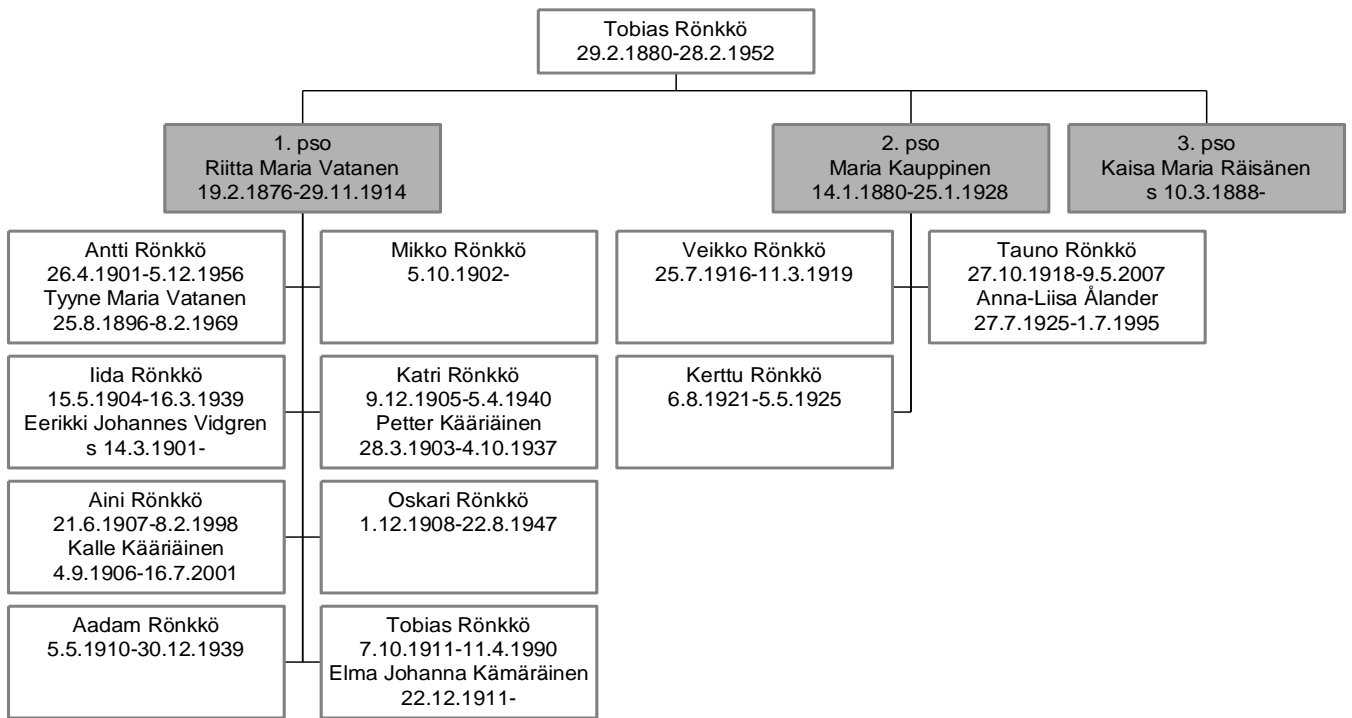 Tobias Rönkkö
29.2.1880-28.2.1952
1. pso
Riitta Maria Vatanen
19.2.1876-29.11.1914
2. pso
Maria Kauppinen
14.1.1880-25.1.1928
3. pso
Kaisa Maria Räisänen
s 10.3.1888-
Antti Rönkkö
26.4.1901-5.12.1956
Tyyne Maria Vatanen
25.8.1896-8.2.1969
Mikko Rönkkö
5.10.1902-
Veikko Rönkkö
25.7.1916-11.3.1919
Tauno Rönkkö
27.10.1918-9.5.2007
Anna-Liisa Ålander
27.7.1925-1.7.1995
Iida Rönkkö
15.5.1904-16.3.1939
Eerikki Johannes Vidgren
s 14.3.1901-
Katri Rönkkö
9.12.1905-5.4.1940
Petter Kääriäinen
28.3.1903-4.10.1937
Kerttu Rönkkö
6.8.1921-5.5.1925
Aini Rönkkö
21.6.1907-8.2.1998
Kalle Kääriäinen
4.9.1906-16.7.2001
Oskari Rönkkö
1.12.1908-22.8.1947
Aadam Rönkkö
5.5.1910-30.12.1939
Tobias Rönkkö
7.10.1911-11.4.1990
Elma Johanna Kämäräinen
22.12.1911-